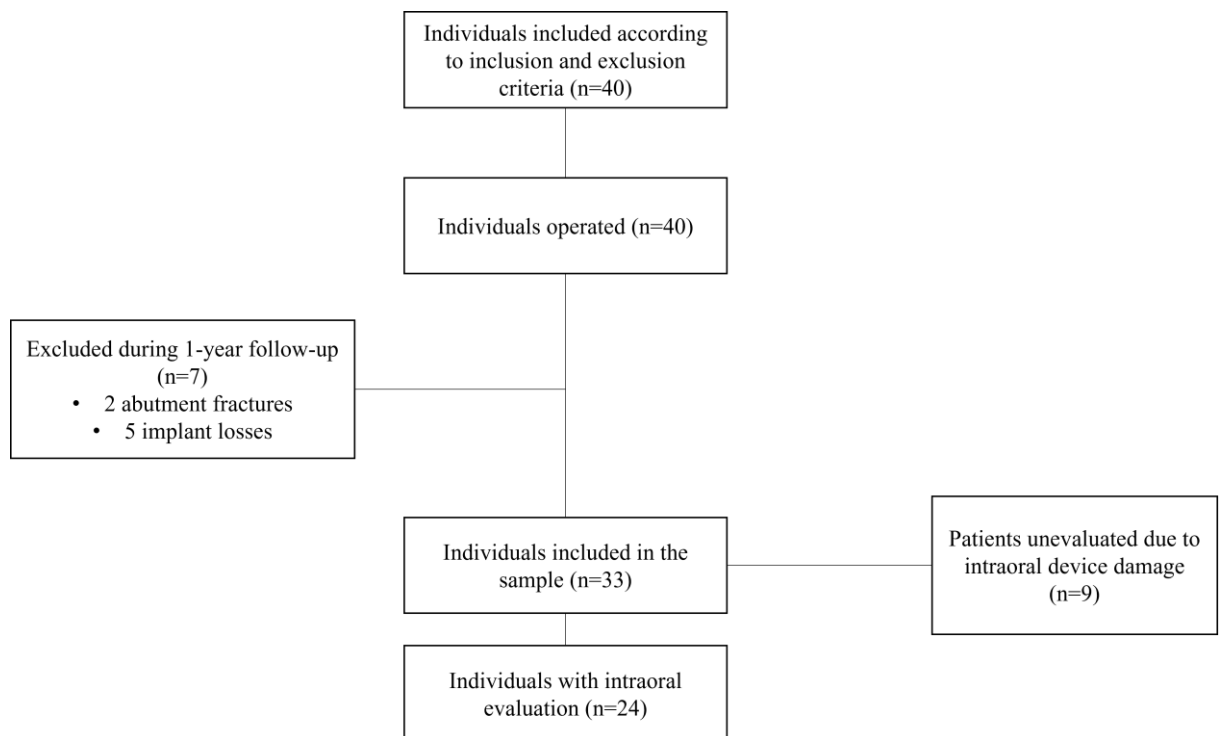 Individuals included according
to inclusion and exclusion
criteria (n=40)
Individuals operated (n=40)
Excluded during 1-year follow-up
(n=7)
• 2 abutment fractures
• 5 implant losses
Individuals included in the
sample (n=33)
Patients unevaluated due to
intraoral device damage
(n=9)
Individuals with intraoral
evaluation (n=24)